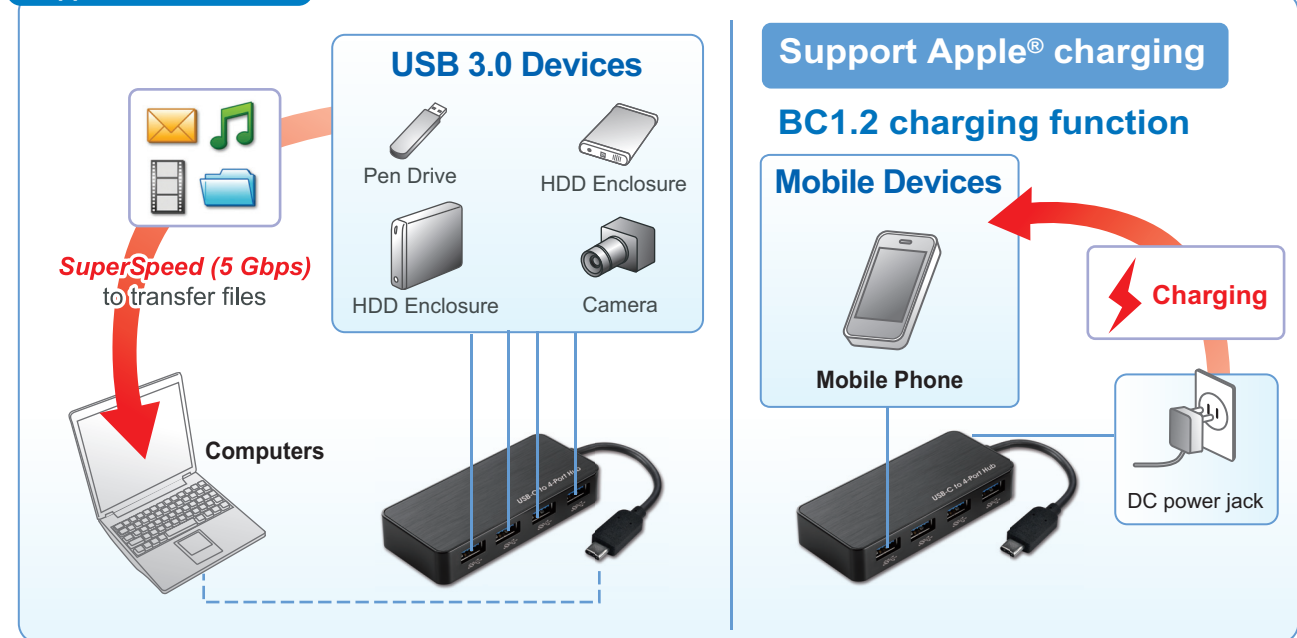 USB 3.0 Devices
Pen Drive
HDD Enclosure
HDD Enclosure
Camera
SuperSpeed (5 Gbps)
to transfer files
Computers
USB-C to 4-Port Hub
Support Apple® charging
BC1.2 charging function
Mobile Devices
Mobile Phone
Charging
DC power jack
USB-C to 4-Port Hub